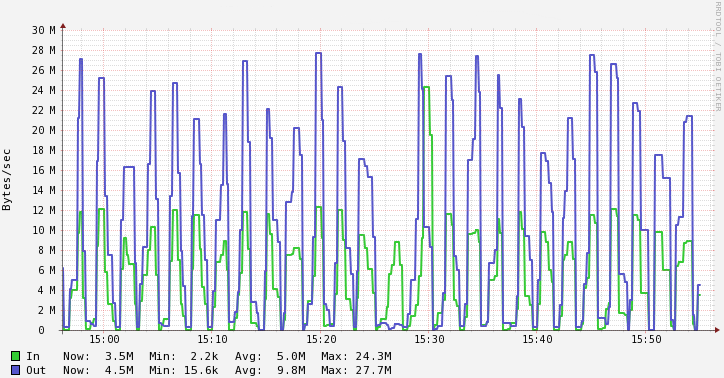 RRDTOOL / TOBI OETIKER
Bytes/sec
30 M
28 M
26 M
24 M
22 M
20 M
18 M
16 M
14 M
12 M
10 M
8 M
6 M
4 M
2 M
0
15:00 15:10 15:20 15:30 15:40 15:50
In Now: 3.5M Min: 2.2k Avg: 5.0M Max: 24.3M
Out Now: 4.5M Min: 15.6k Avg: 9.8M Max: 27.7M